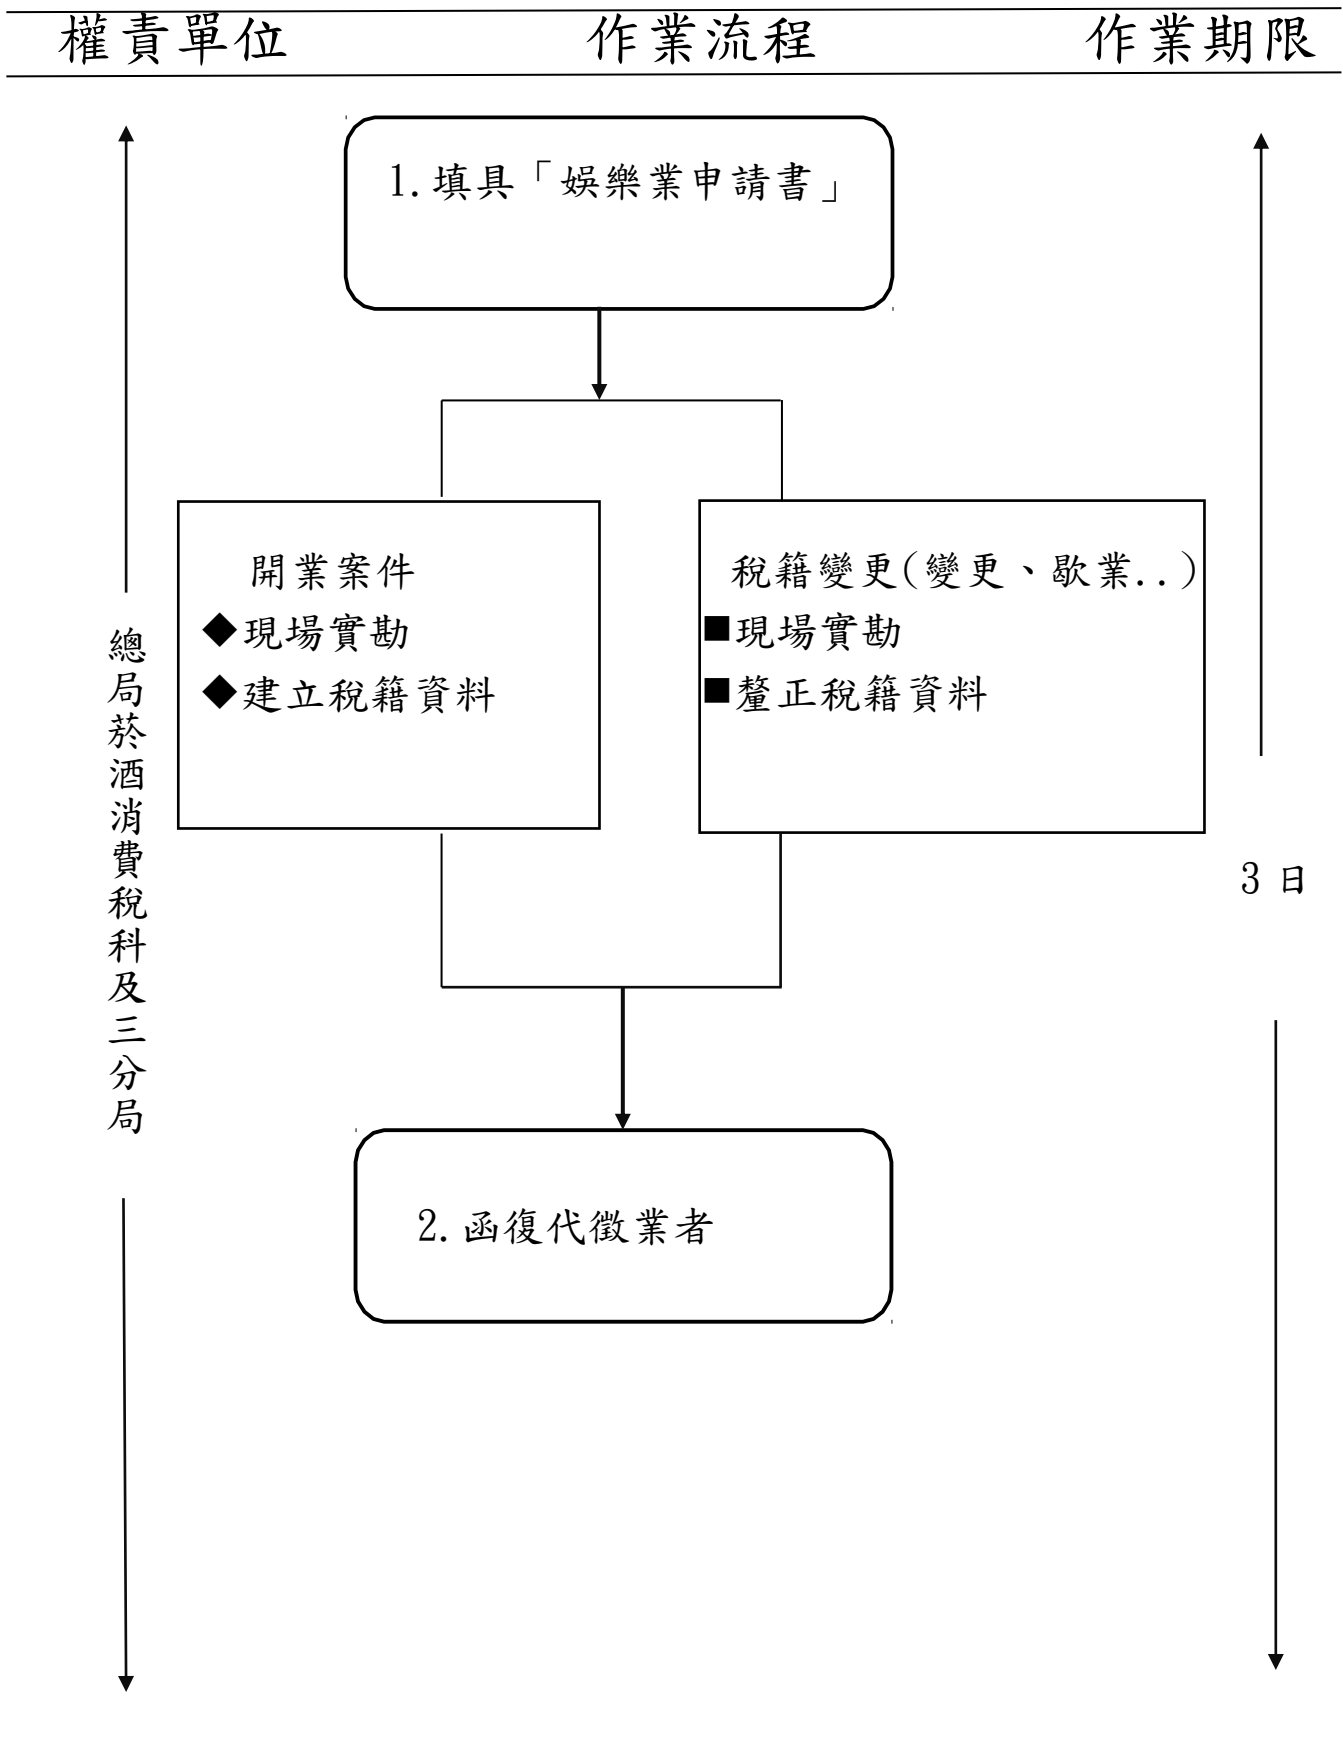 權責單位 作業流程 作業期限
1.填具「娛樂業申請書」
開業案件
◆現場實勘
◆建立稅籍資料
稅籍變更(變更、歇業..)
■現場實勘
■釐正稅籍資料
總局菸酒消費稅科及三分局
3 日
2.函復代徵業者